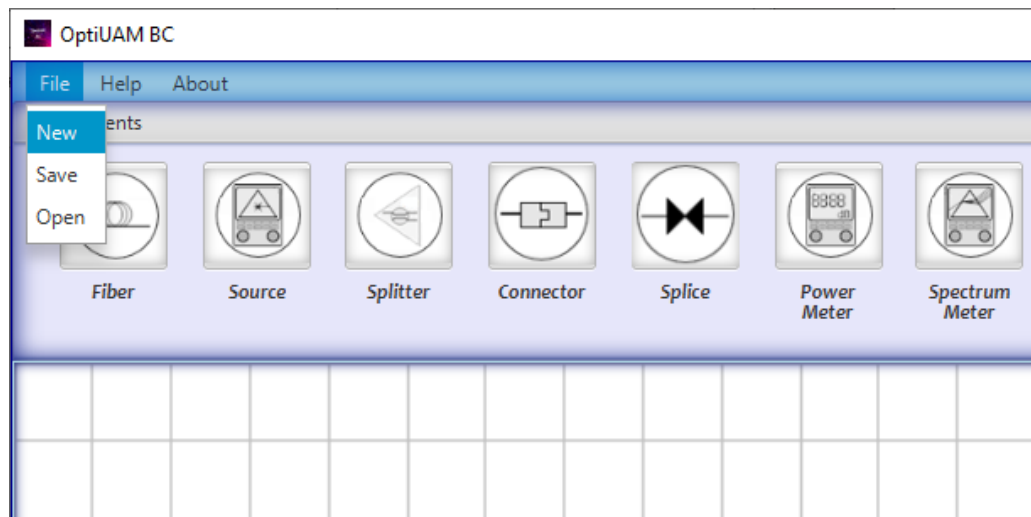 OptiUAM BC
File Help About
ents
New
Save
Open
Fiber Source Splitter Connector Splice Power Meter Spectrum Meter